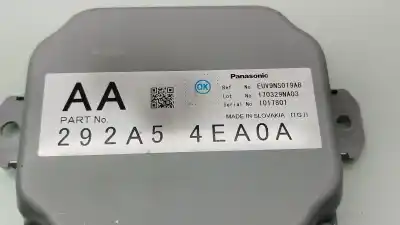 Panasonic
AA
OK
Ref No EUV9NS019A8
Lot No 170329NA03
Serial No 1017801
PART No.
MADE IN SLOVAKIA
292A5 4EA0A